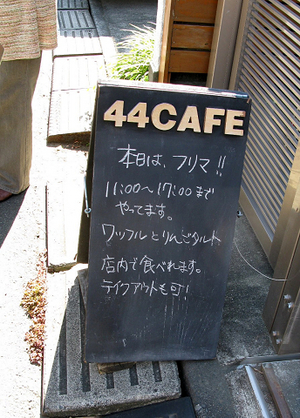 44CAFE
本日は、フリマ!!
11:00～17:00まで
やってます。
ワッフルとりんごタルト
店内で食べれます。
テイクアウトも可!